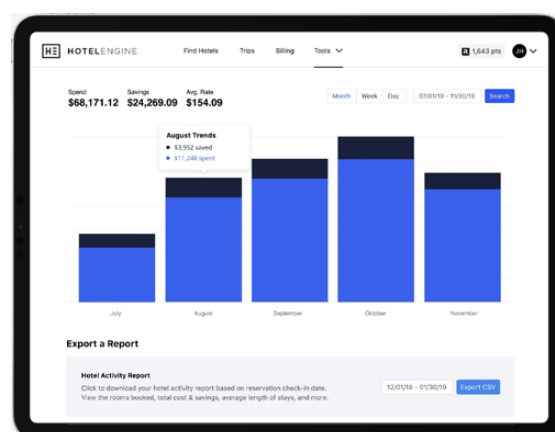 HE HOTELENGINE. Find Hotels Trips Billing Tools 1,643 pts JH
Spend Savings Avg. Rate
$68,171.12 $24,269.09 $154.09
Month Week Day 07/01/19 - 11/30/19 Search
August Trends
$3,952 saved
$11,248 spent
July August September October November
Export a Report
Hotel Activity Report
Click to download your hotel activity report based on reservation check-in date.
View the rooms booked, total cost & savings, average length of stays, and more.
12/01/18 - 01/30/19 Export CSV